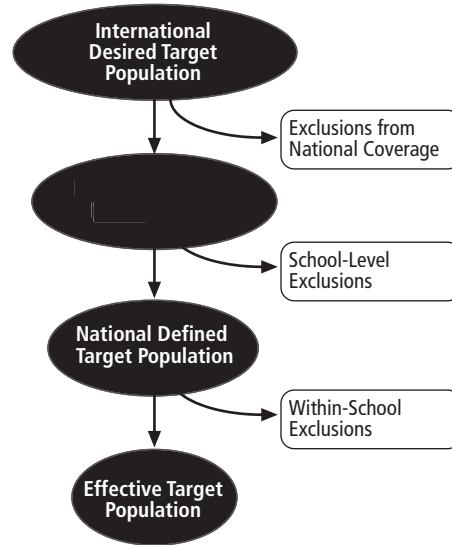 International
Desired Target
Population
Exclusions from
National Coverage
School-Level
Exclusions
National Defined
Target Population
Within-School
Exclusions
Effective Target
Population